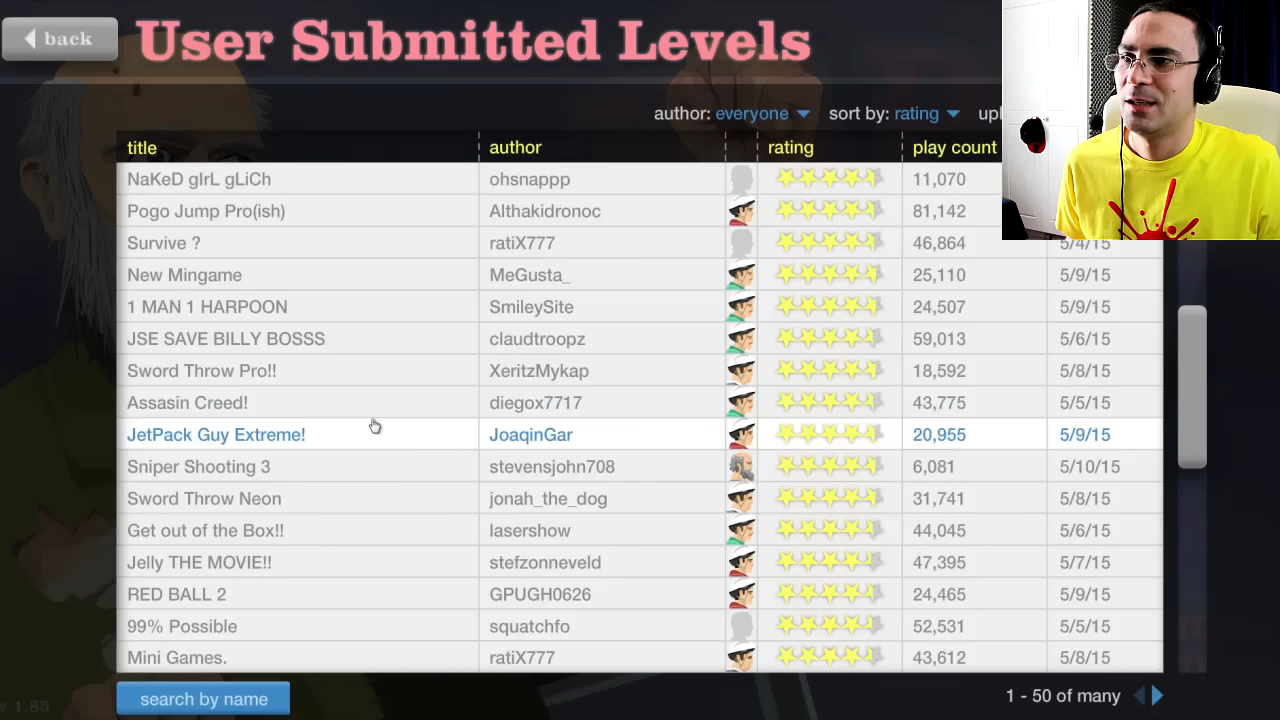 back
User Submitted Levels
author: everyone sort by: rating upl
title author rating play count
NaKeD gIrL gLiCh ohsnappp 11,070
Pogo Jump Pro(ish) Althakidronoc 81,142
Survive ? ratiX777 46,864 5/4/15
New Mingame MeGusta_ 25,110 5/9/15
1 MAN 1 HARPOON SmileySite 24,507 5/9/15
JSE SAVE BILLY BOSSS claudtroopz 59,013 5/6/15
Sword Throw Pro!! XeritzMykap 18,592 5/8/15
Assasin Creed! diegox7717 43,775 5/5/15
JetPack Guy Extreme! JoaqinGar 20,955 5/9/15
Sniper Shooting 3 stevensjohn708 6,081 5/10/15
Sword Throw Neon jonah_the_dog 31,741 5/8/15
Get out of the Box!! lasershow 44,045 5/6/15
Jelly THE MOVIE!! stefzonneveld 47,395 5/7/15
RED BALL 2 GPUGH0626 24,465 5/9/15
99% Possible squatchfo 52,531 5/5/15
Mini Games. ratiX777 43,612 5/8/15
search by name 1 - 50 of many
v 1.85